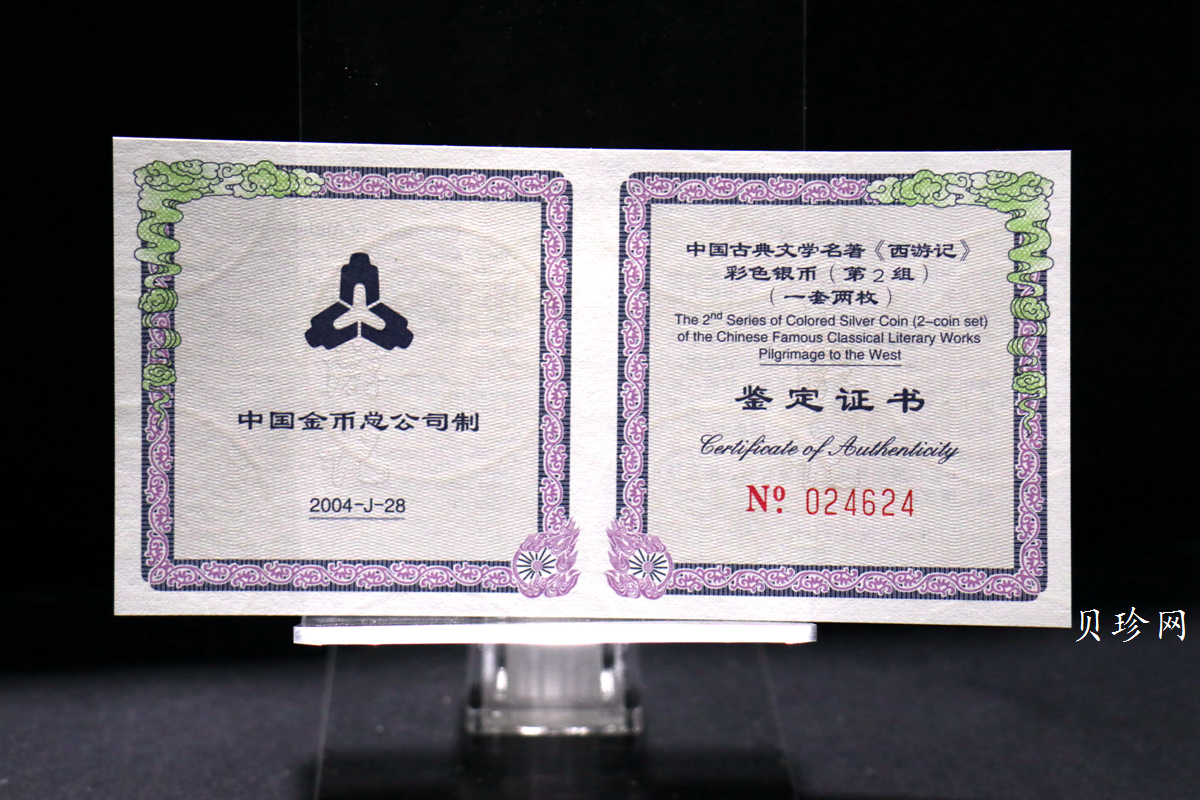 中国金币总公司制
2004-J-28
中国古典文学名著《西游记》
彩色银币（第2组）
（一套两枚）
The 2nd Series of Colored Silver Coin (2-coin set)
of the Chinese Famous Classical Literary Works
Pilgrimage to the West
鉴定证书
Certificate of Authenticity
Nº 024624
贝珍网